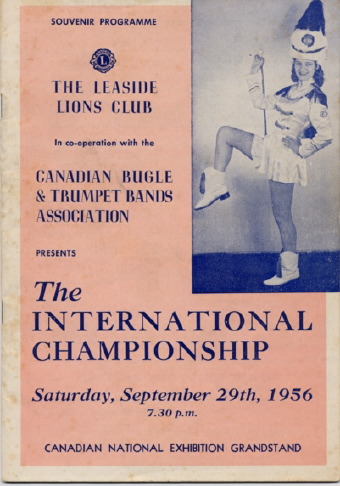 SOUVENIR PROGRAMME
L
THE LEASIDE
LIONS CLUB
In co-operation with the
CANADIAN BUGLE
& TRUMPET BANDS
ASSOCIATION
PRESENTS
The
INTERNATIONAL
CHAMPIONSHIP
Saturday, September 29th, 1956
7.30 p.m.
CANADIAN NATIONAL EXHIBITION GRANDSTAND